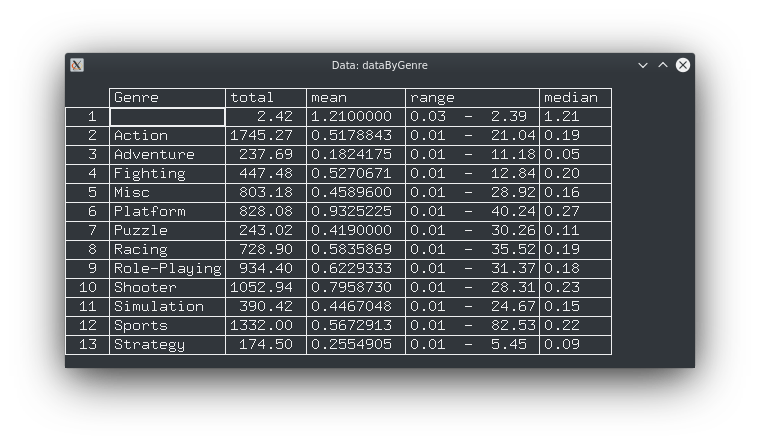 Data: dataByGenre
Genre total mean range median
1 2.42 1.2100000 0.03 - 2.39 1.21
2 Action 1745.27 0.5178843 0.01 - 21.04 0.19
3 Adventure 237.69 0.1824175 0.01 - 11.18 0.05
4 Fighting 447.48 0.5270671 0.01 - 12.84 0.20
5 Misc 803.18 0.4589600 0.01 - 28.92 0.16
6 Platform 828.08 0.9325225 0.01 - 40.24 0.27
7 Puzzle 243.02 0.4190000 0.01 - 30.26 0.11
8 Racing 728.90 0.5835869 0.01 - 35.52 0.19
9 Role-Playing 934.40 0.6229333 0.01 - 31.37 0.18
10 Shooter 1052.94 0.7958730 0.01 - 28.31 0.23
11 Simulation 390.42 0.4467048 0.01 - 24.67 0.15
12 Sports 1332.00 0.5672913 0.01 - 82.53 0.22
13 Strategy 174.50 0.2554905 0.01 - 5.45 0.09